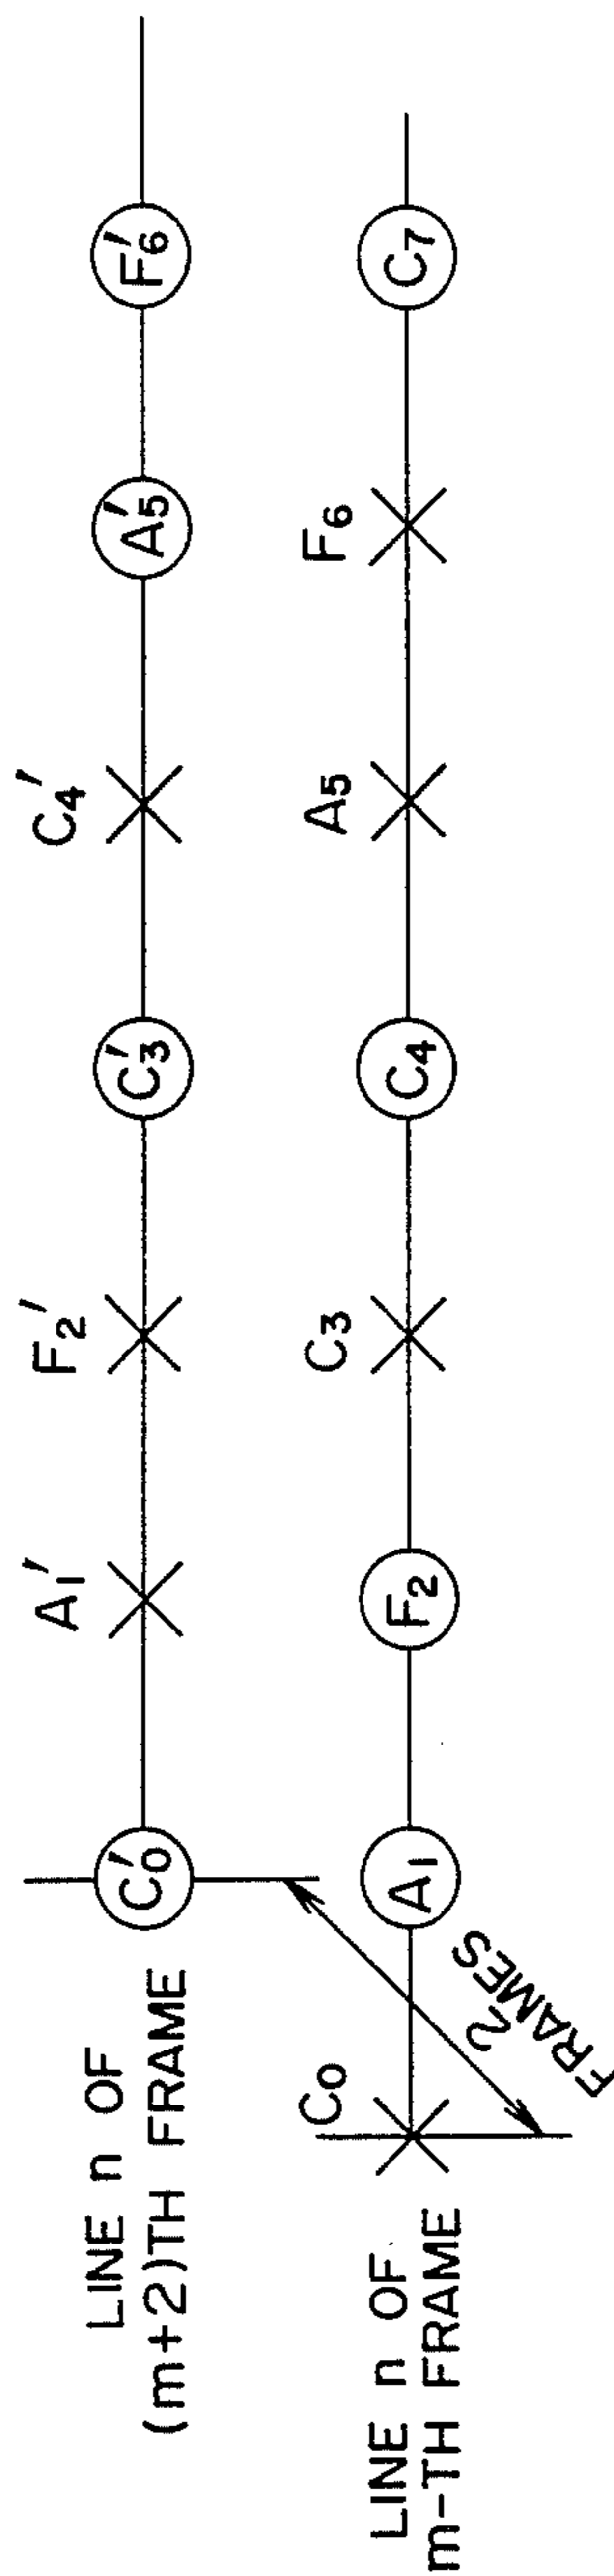 LINE n OF
(m+2)TH FRAME
C₀′ A₁′ F₂′ C₃′ C₄′ A₅′ F₆′
2
FRAMES
LINE n OF
m-TH FRAME
C₀ A₁ F₂ C₃ C₄ A₅ F₆ C₇